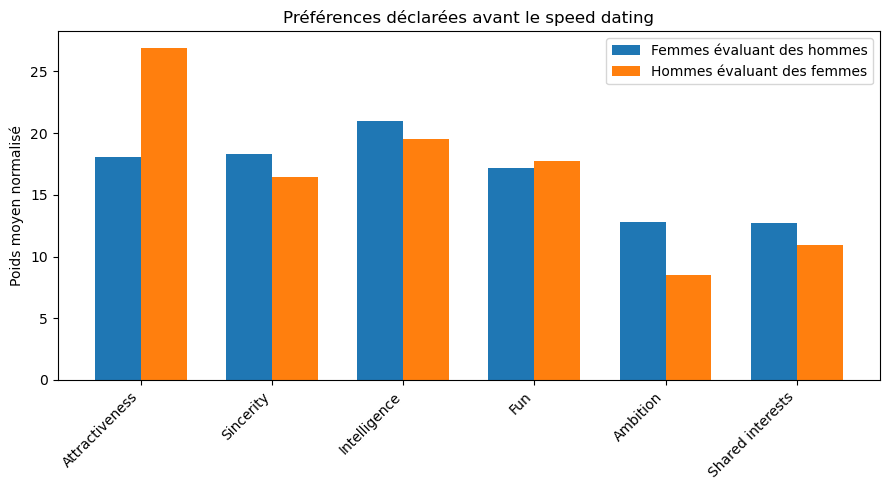 Préférences déclarées avant le speed dating
Femmes évaluant des hommes
Hommes évaluant des femmes
Poids moyen normalisé
25
20
15
10
5
0
Attractiveness
Sincerity
Intelligence
Fun
Ambition
Shared interests